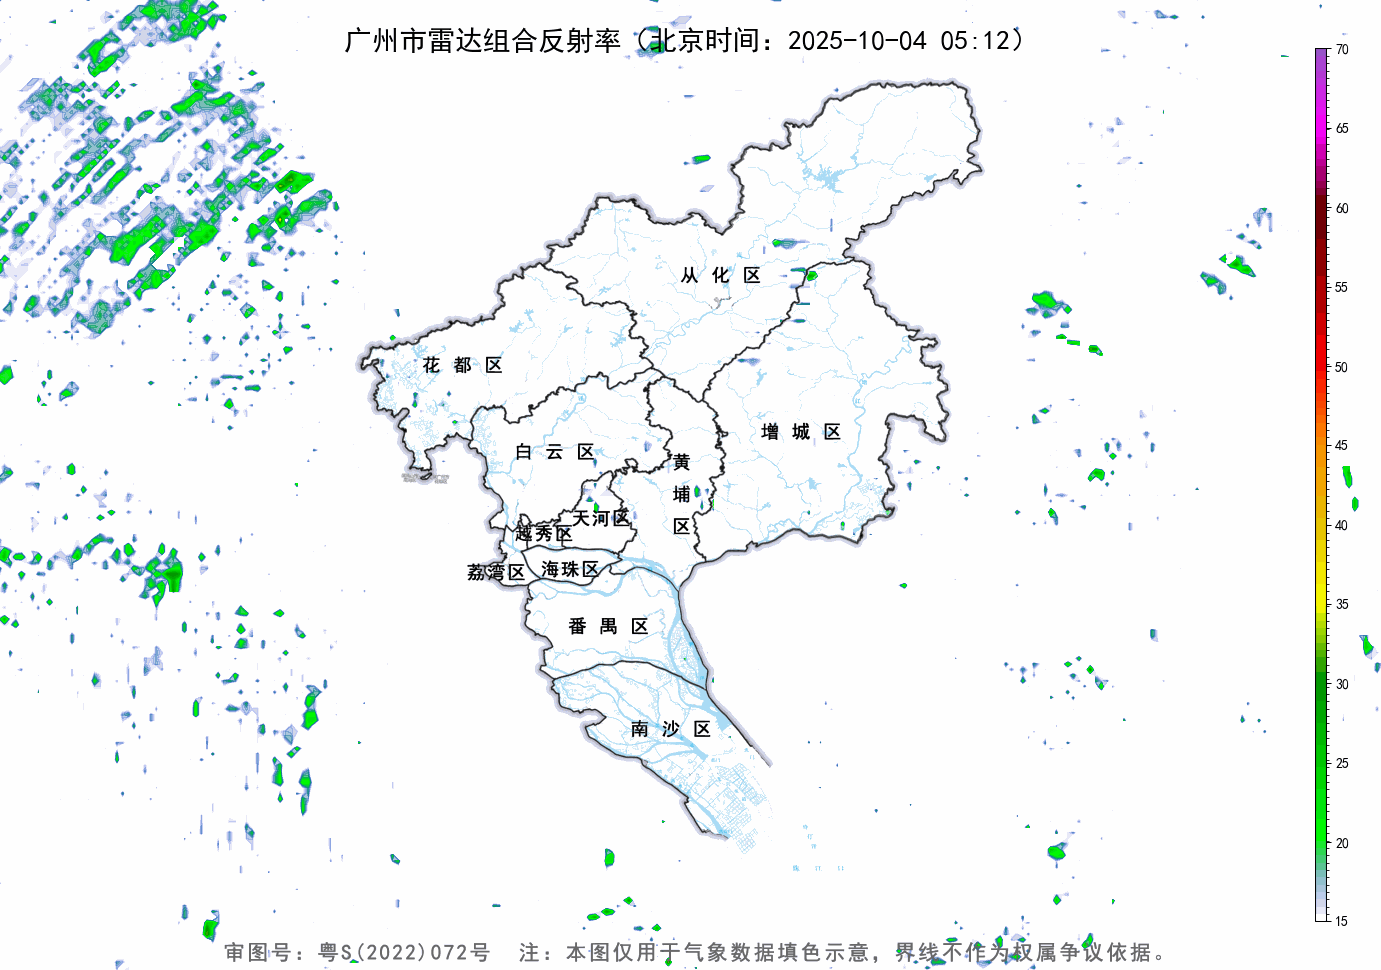 广州市雷达组合反射率（北京时间：2025-10-04 05:12）
70
65
60
55
50
45
40
35
30
25
20
15
从化区
花都区
增城区
白云区
黄埔区
天河区
越秀区
荔湾区
海珠区
番禺区
南沙区
审图号：粤S(2022)072号 注：本图仅用于气象数据填色示意，界线不作为权属争议依据。